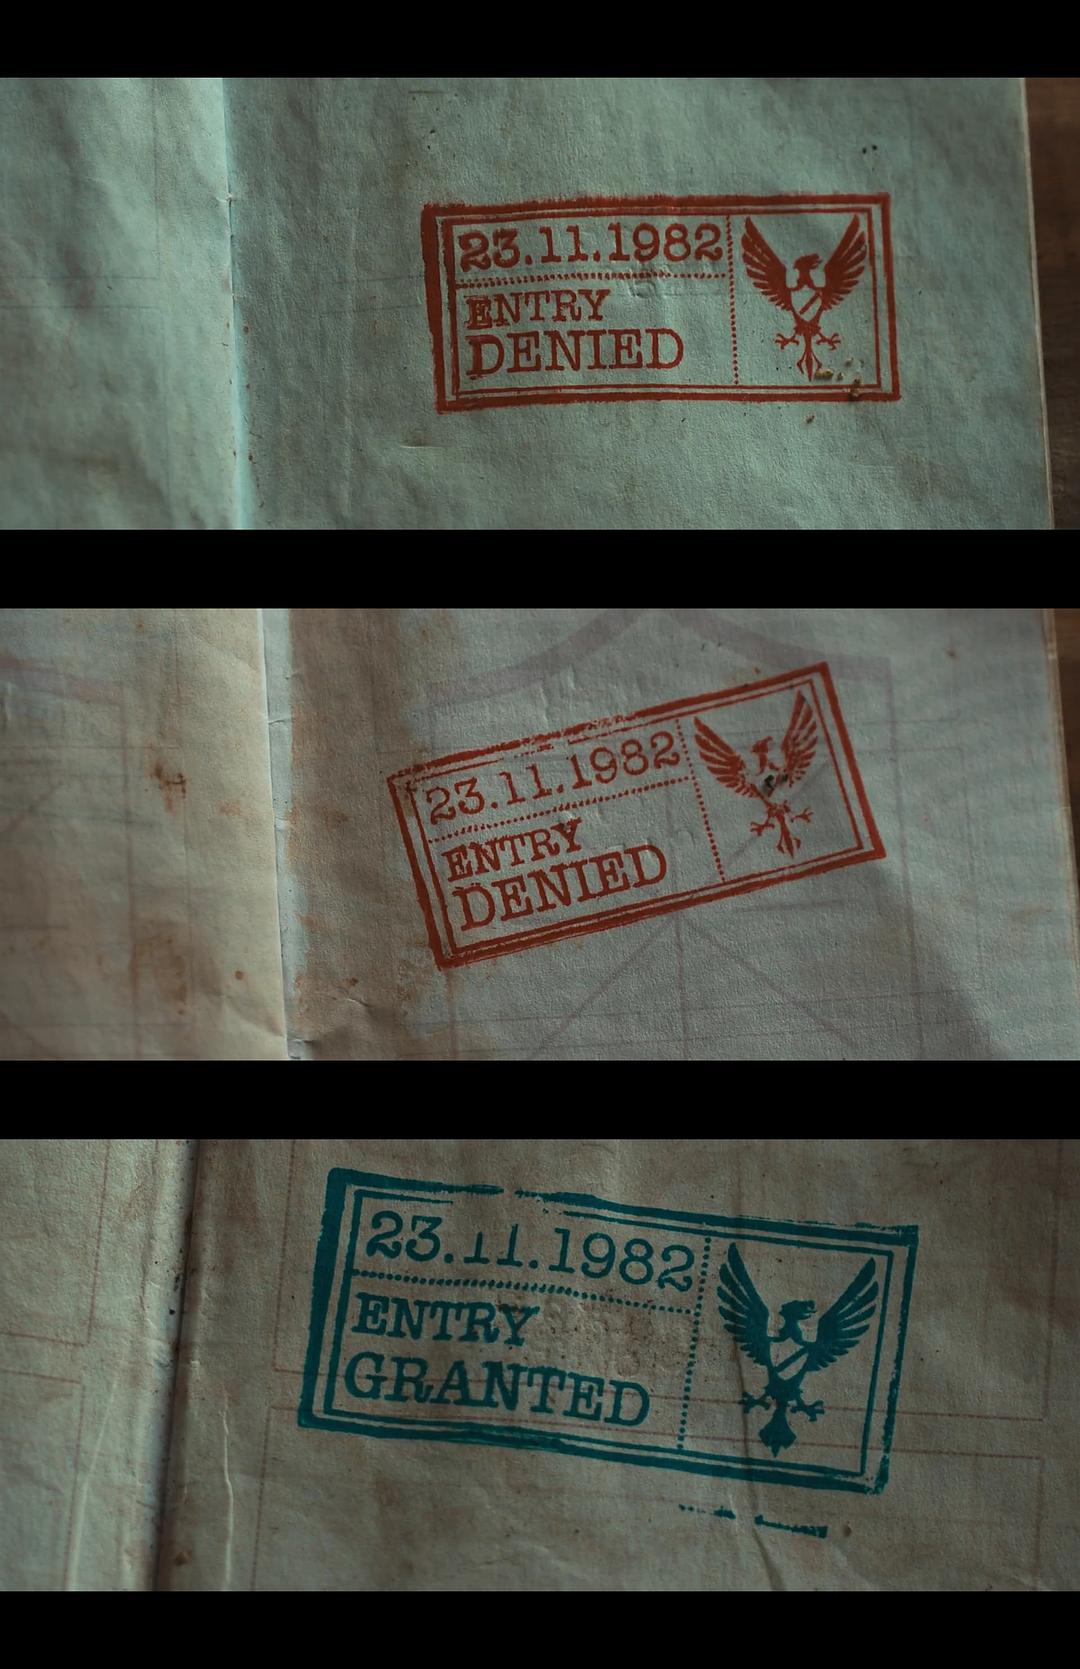 23.11.1982
ENTRY
DENIED
23.11.1982
ENTRY
DENIED
23.11.1982
ENTRY
GRANTED